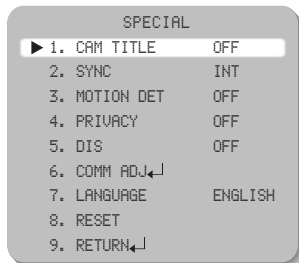 SPECIAL
▶1. CAM TITLE OFF
2. SYNC INT
3. MOTION DET OFF
4. PRIVACY OFF
5. DIS OFF
6. COMM ADJ↵
7. LANGUAGE ENGLISH
8. RESET
9. RETURN↵